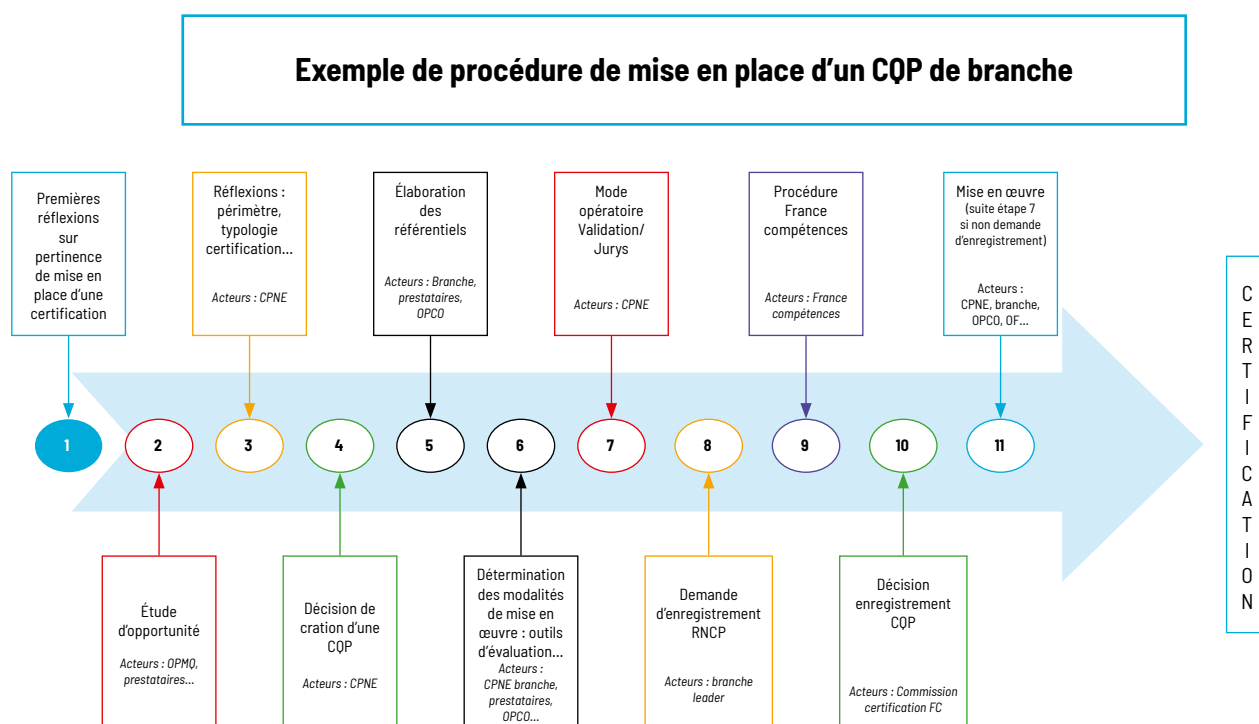 Exemple de procédure de mise en place d'un CQP de branche
Premières
réflexions
sur
pertinence
de mise en
place d'une
certification
Réflexions :
périmètre,
typologie
certification...
Acteurs : CPNE
Élaboration
des
référentiels
Acteurs : Branche,
prestataires,
OPCO
Mode
opératoire
Validation/
Jurys
Acteurs : CPNE
Procédure
France
compétences
Acteurs : France
compétences
Mise en œuvre
(suite étape 7
si non demande
d'enregistrement)
Acteurs :
CPNE, branche,
OPCO, OF...
1
2
3
4
5
6
7
8
9
10
11
Étude
d'opportunité
Acteurs : OPMQ,
prestataires...
Décision de
cration d'une
CQP
Acteurs : CPNE
Détermination
des modalités
de mise en
œuvre : outils
d'évaluation...
Acteurs :
CPNE branche,
prestataires,
OPCO...
Demande
d'enregistrement
RNCP
Acteurs : branche
leader
Décision
enregistrement
CQP
Acteurs : Commission
certification FC
C
E
R
T
I
F
I
C
A
T
I
O
N